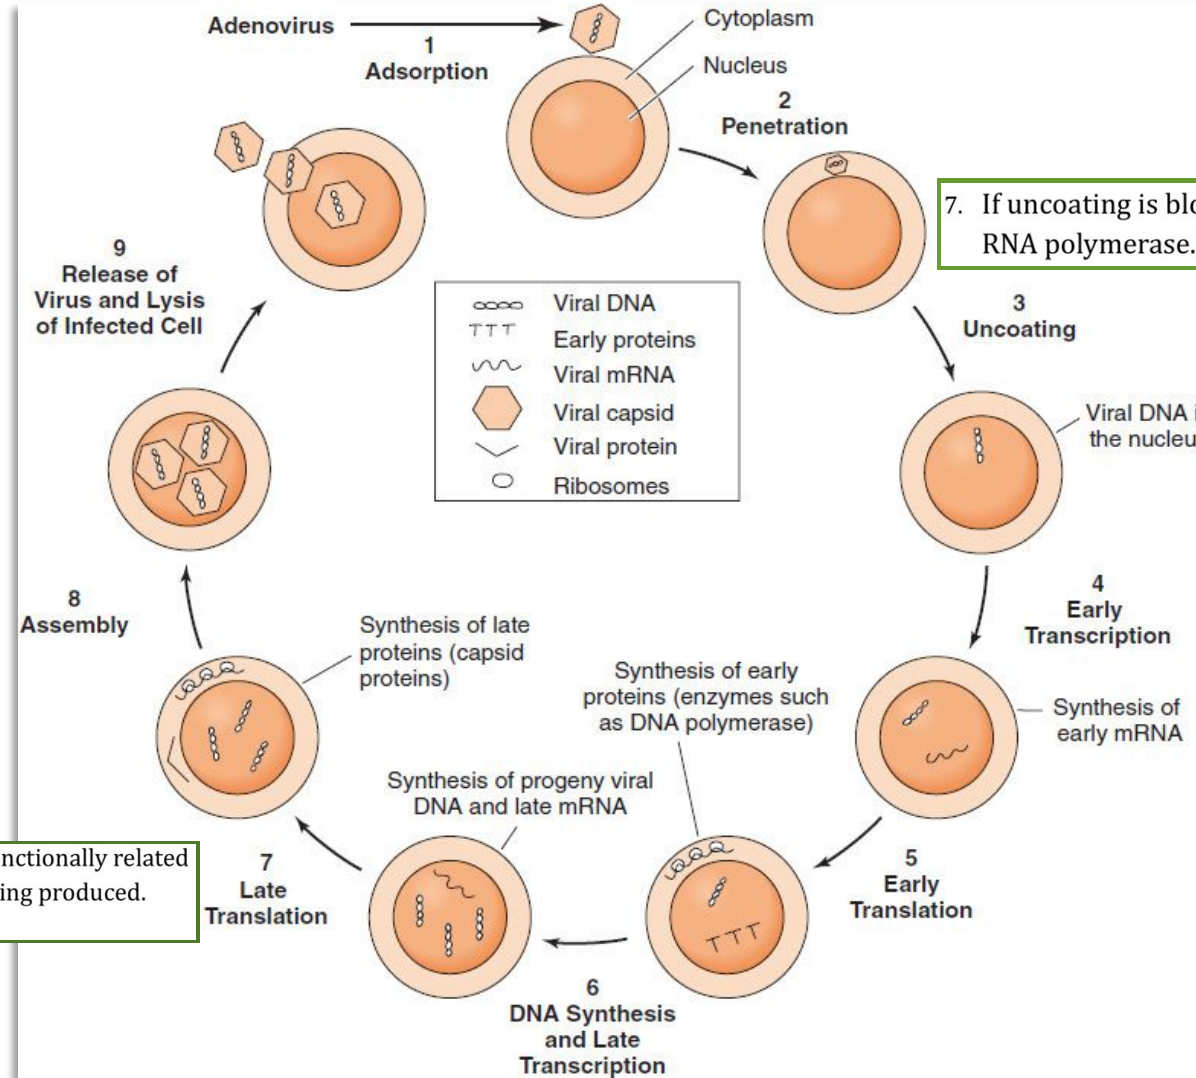 Adenovirus
1
Adsorption
Cytoplasm
Nucleus
2
Penetration
7. If uncoating is
RNA polymerase.
3
Uncoating
Viral DNA
the
4
Early
Transcription
Synthesis of
early mRNA
5
Early
Translation
Synthesis of early
proteins (enzymes such
as DNA polymerase)
6
DNA Synthesis
and Late
Transcription
Synthesis of progeny viral
DNA and late mRNA
7
Late
Translation
related
produced.
Synthesis of late
proteins (capsid
proteins)
8
Assembly
9
Release of
Virus and Lysis
of Infected Cell
Viral DNA
Early proteins
Viral mRNA
Viral capsid
Viral protein
Ribosomes